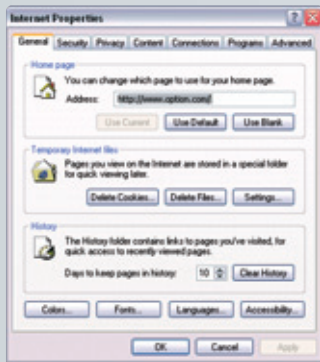 Internet Properties
General Security Privacy Content Connections Programs Advanced
Home page
You can change which page to use for your home page.
Address: http://www.option.com/
Use Current Use Default Use Blank
Temporary Internet files
Pages you view on the Internet are stored in a special folder
for quick viewing later.
Delete Cookies... Delete Files... Settings...
History
The History folder contains links to pages you've visited, for
quick access to recently viewed pages.
Days to keep pages in history: 10 Clear History
Colors... Fonts... Languages... Accessibility...
OK Cancel Apply